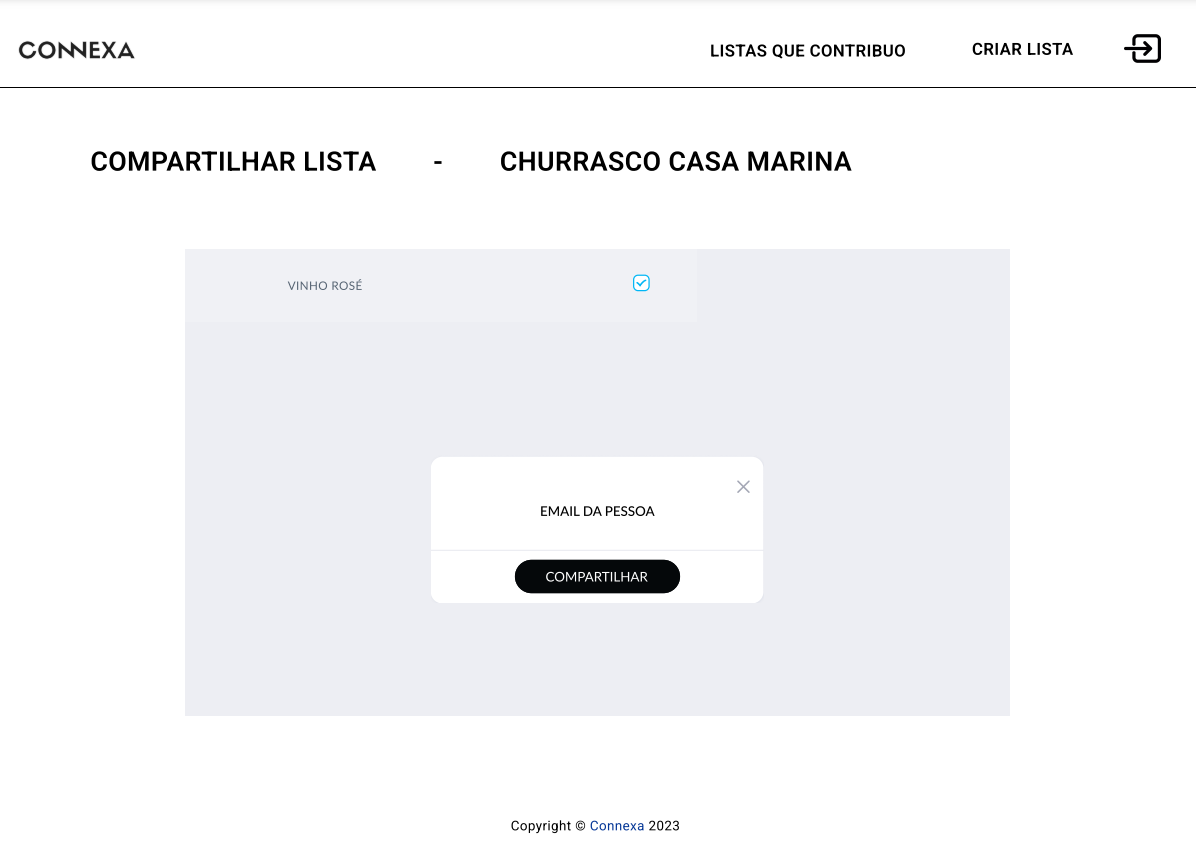 CONNEXA
LISTAS QUE CONTRIBUO
CRIAR LISTA
COMPARTILHAR LISTA - CHURRASCO CASA MARINA
VINHO ROSÉ
EMAIL DA PESSOA
COMPARTILHAR
Copyright © Connexa 2023